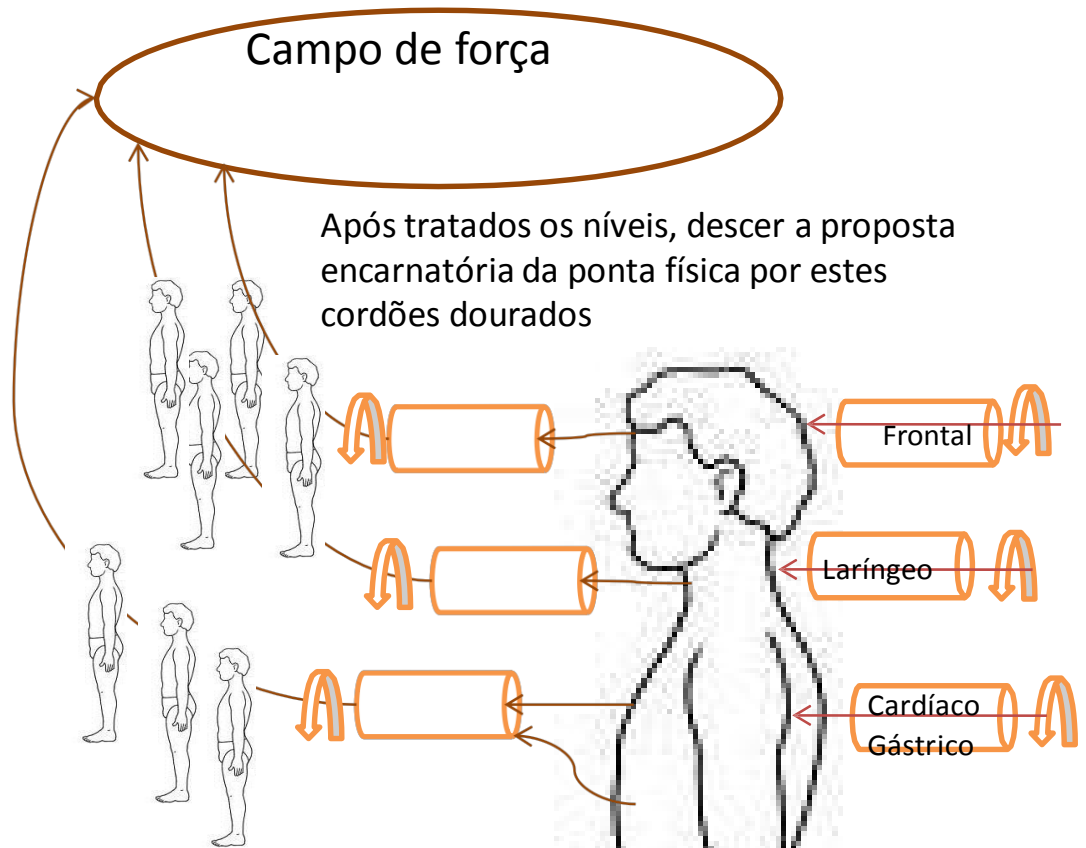 Campo de força
Após tratados os níveis, descer a proposta
encarnatória da ponta física por estes
cordões dourados
Frontal
Laríngeo
Cardíaco
Gástrico